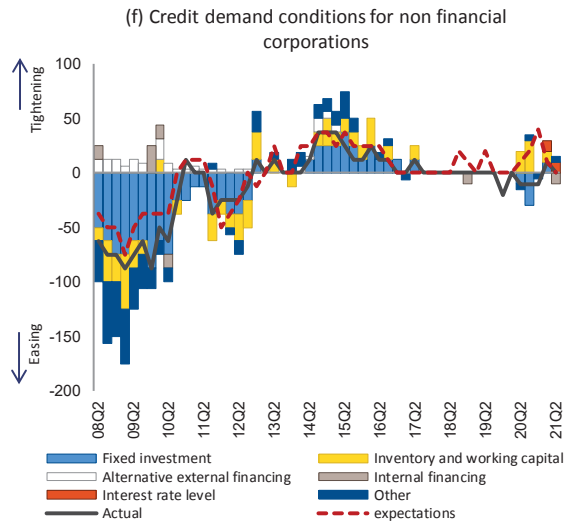 (f) Credit demand conditions for non financial
corporations
Tightening
Easing
100
50
0
-50
-100
-150
-200
08Q2
09Q2
10Q2
11Q2
12Q2
13Q2
14Q2
15Q2
16Q2
17Q2
18Q2
19Q2
20Q2
21Q2
Fixed investment
Inventory and working capital
Alternative external financing
Internal financing
Interest rate level
Other
Actual
expectations